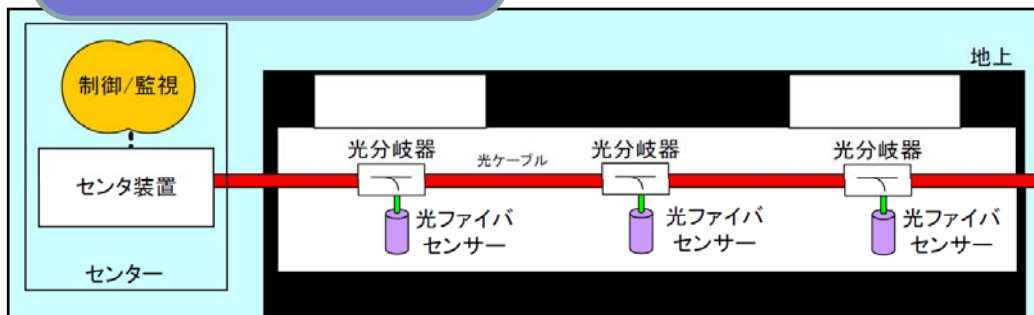 地上
制御/監視
センタ装置
センター
光分岐器
光ケーブル
光分岐器
光分岐器
光ファイバ
センサー
光ファイバ
センサー
光ファイバ
センサー